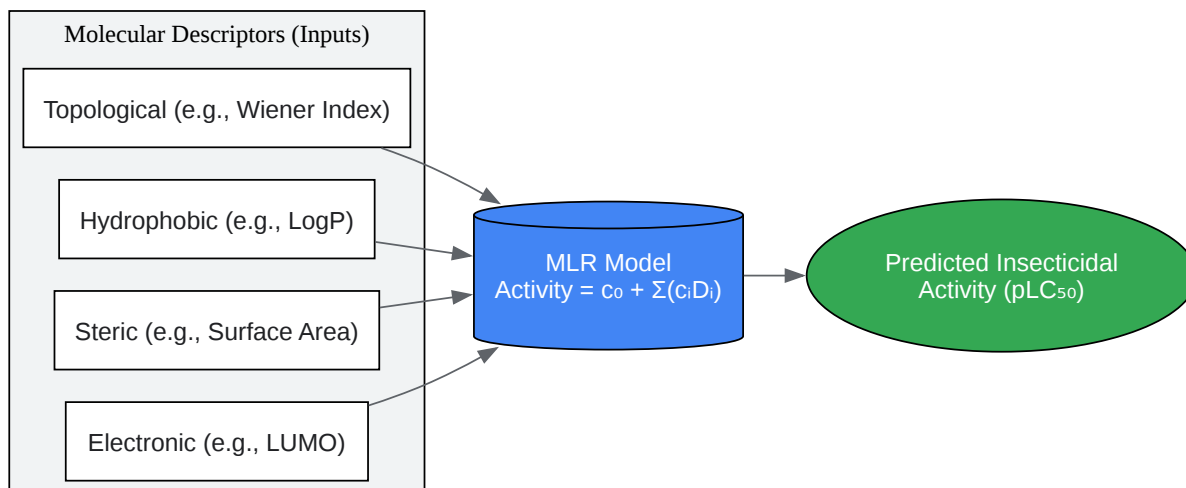 Molecular Descriptors (Inputs)
Topological (e.g., Wiener Index)
Hydrophobic (e.g., LogP)
Steric (e.g., Surface Area)
Electronic (e.g., LUMO)
MLR Model
Activity = c₀ + Σ(cᵢDᵢ)
Predicted Insecticidal
Activity (pLC₅₀)